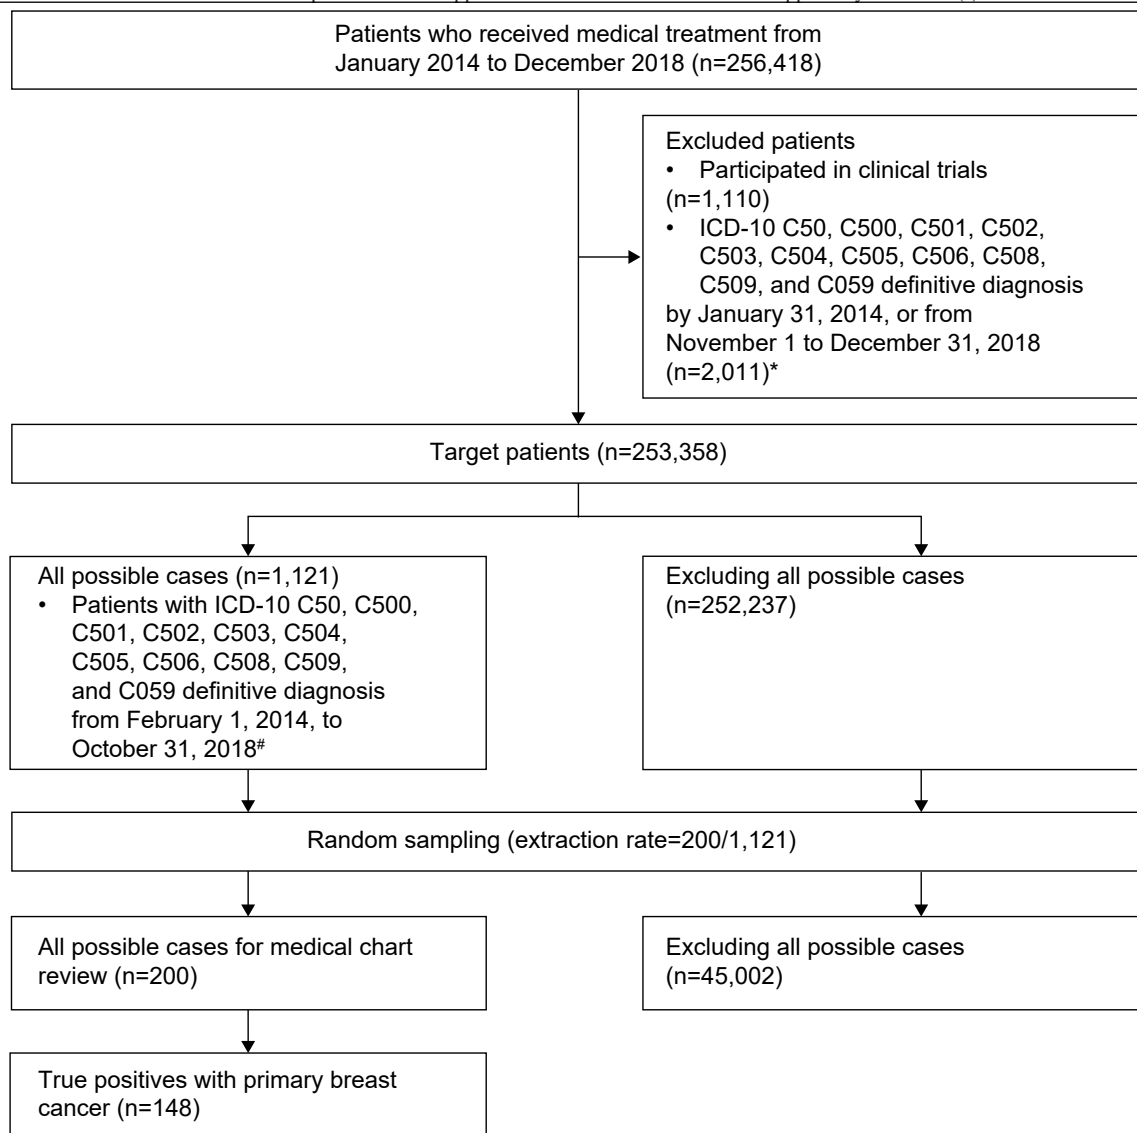 Patients who received medical treatment from
January 2014 to December 2018 (n=256,418)
Excluded patients
• Participated in clinical trials
(n=1,110)
• ICD-10 C50, C500, C501, C502,
C503, C504, C505, C506, C508,
C509, and C059 definitive diagnosis
by January 31, 2014, or from
November 1 to December 31, 2018
(n=2,011)*
Target patients (n=253,358)
All possible cases (n=1,121)
• Patients with ICD-10 C50, C500,
C501, C502, C503, C504,
C505, C506, C508, C509,
and C059 definitive diagnosis
from February 1, 2014, to
October 31, 2018#
Excluding all possible cases
(n=252,237)
Random sampling (extraction rate=200/1,121)
All possible cases for medical chart
review (n=200)
Excluding all possible cases
(n=45,002)
True positives with primary breast
cancer (n=148)